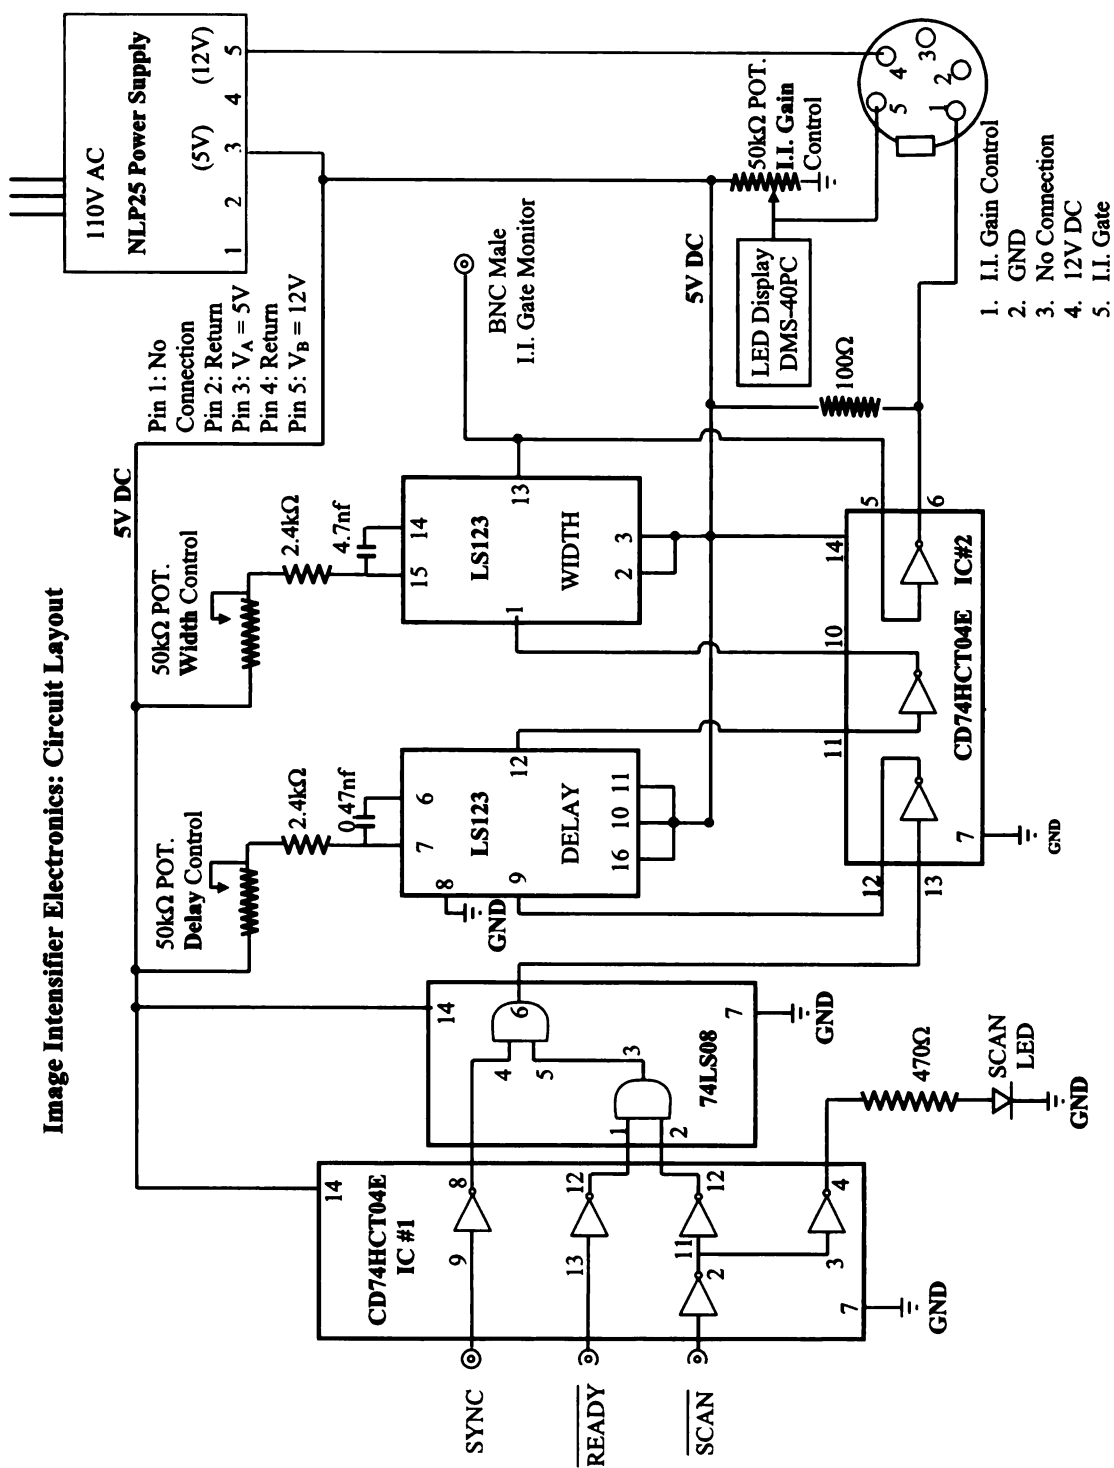 Image Intensifier Electronics: Circuit Layout
110V AC
NLP25 Power Supply
(5V)
(12V)
1
2
3
4
5
Pin 1: No
Connection
Pin 2: Return
Pin 3: VA = 5V
Pin 4: Return
Pin 5: VB = 12V
5V DC
50kΩ POT.
Delay Control
2.4kΩ
0.47nf
50kΩ POT.
Width Control
2.4kΩ
4.7nf
BNC Male
I.I. Gate Monitor
8
GND
7
6
LS123
DELAY
9
12
16
10
11
15
14
LS123
WIDTH
1
13
2
3
5V DC
LED Display
DMS-40PC
50kΩ POT.
I.I. Gain
Control
100Ω
5
4
3
2
1
1. I.I. Gain Control
2. GND
3. No Connection
4. 12V DC
5. I.I. Gate
SYNC
READY
SCAN
14
CD74HCT04E
IC #1
9
8
13
12
2
11
12
3
4
7
GND
14
4
5
6
1
2
3
74LS08
7
GND
470Ω
SCAN
LED
GND
12
13
11
10
14
5
6
CD74HCT04E
IC#2
7
GND